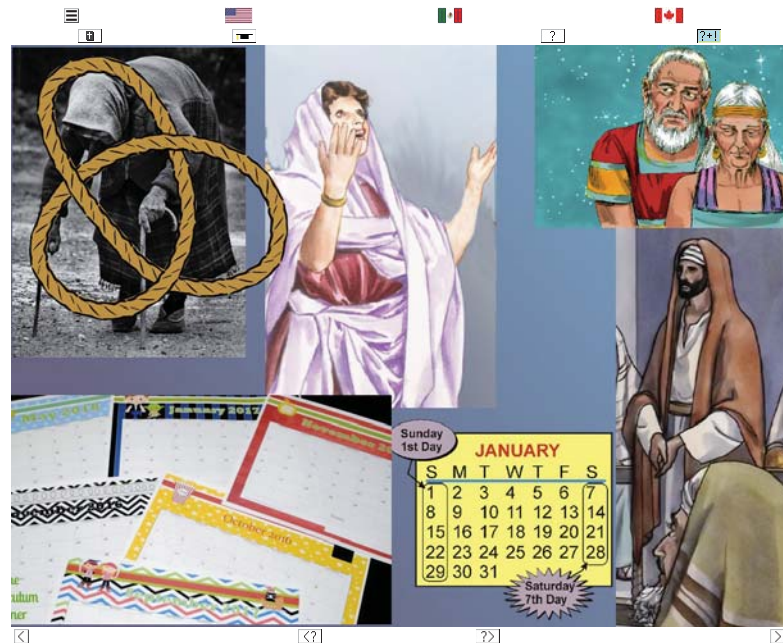 ?
?+!
May 2016
January 2017
November 20
October 2016
Sunday
1st Day
JANUARY
S M T W T F S
1 2 3 4 5 6 7
8 9 10 11 12 13 14
15 16 17 18 19 20 21
22 23 24 25 26 27 28
29 30 31
Saturday
7th Day
<
<?
?>
>